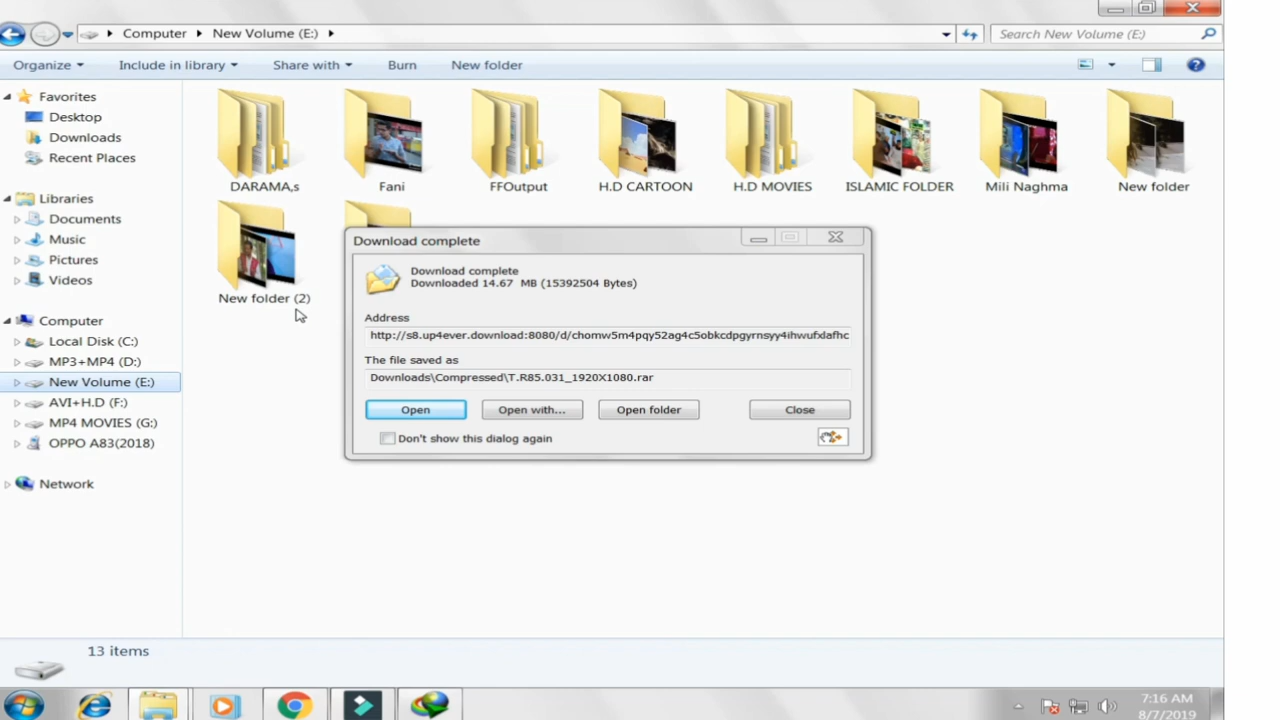 Computer New Volume (E:)
Search New Volume (E:)
Organize Include in library Share with Burn New folder
Favorites
Desktop
Downloads
Recent Places
Libraries
Documents
Music
Pictures
Videos
Computer
Local Disk (C:)
MP3+MP4 (D:)
New Volume (E:)
AVI+H.D (F:)
MP4 MOVIES (G:)
OPPO A83(2018)
Network
DARAMA,s Fani FFOutput H.D CARTOON H.D MOVIES ISLAMIC FOLDER Mili Naghma New folder
New folder (2)
Download complete
Download complete
Downloaded 14.67 MB (15392504 Bytes)
Address
http://s8.up4ever.download:8080/d/chomw5m4pqy52ag4c5obkcdpgyrnsyy4ihwufxlafhc
The file saved as
Downloads\Compressed\T.R85.031_1920X1080.rar
Open Open with... Open folder Close
Don't show this dialog again
13 items
7:16 AM
8/7/2019